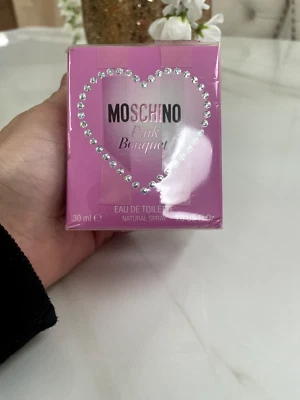 MOSCHINO
Pink
Bouquet
30 ml e
EAU DE TOILETTE
NATURAL SPRAY